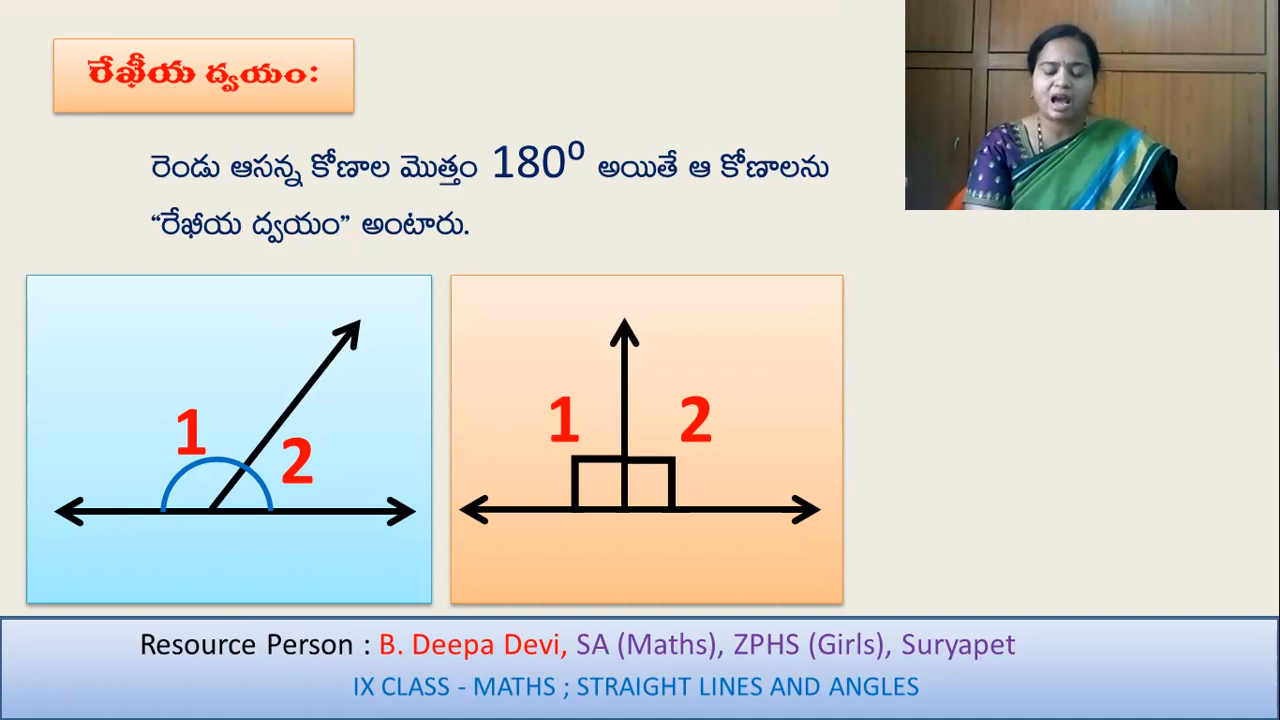 రేఖీయ ద్వయం:
రెండు ఆసన్న కోణాల మొత్తం 180⁰ అయితే ఆ కోణాలను
“రేఖీయ ద్వయం” అంటారు.
1
2
1
2
Resource Person : B. Deepa Devi, SA (Maths), ZPHS (Girls), Suryapet
IX CLASS - MATHS ; STRAIGHT LINES AND ANGLES